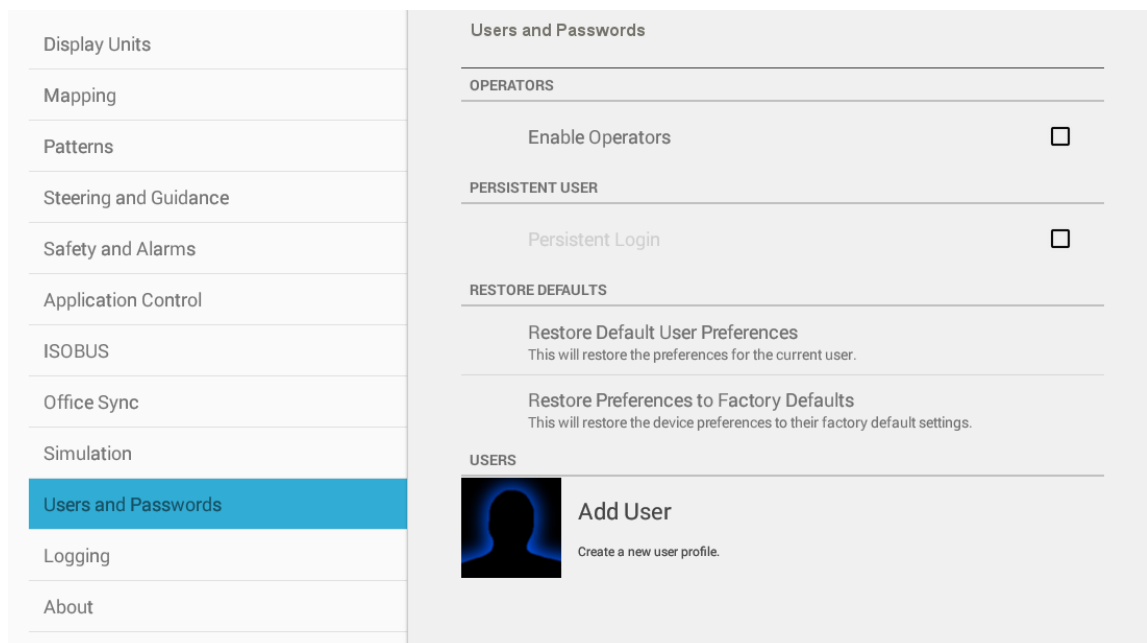 Display Units
Mapping
Patterns
Steering and Guidance
Safety and Alarms
Application Control
ISOBUS
Office Sync
Simulation
Users and Passwords
Logging
About
Users and Passwords
OPERATORS
Enable Operators
PERSISTENT USER
Persistent Login
RESTORE DEFAULTS
Restore Default User Preferences
This will restore the preferences for the current user.
Restore Preferences to Factory Defaults
This will restore the device preferences to their factory default settings.
USERS
Add User
Create a new user profile.